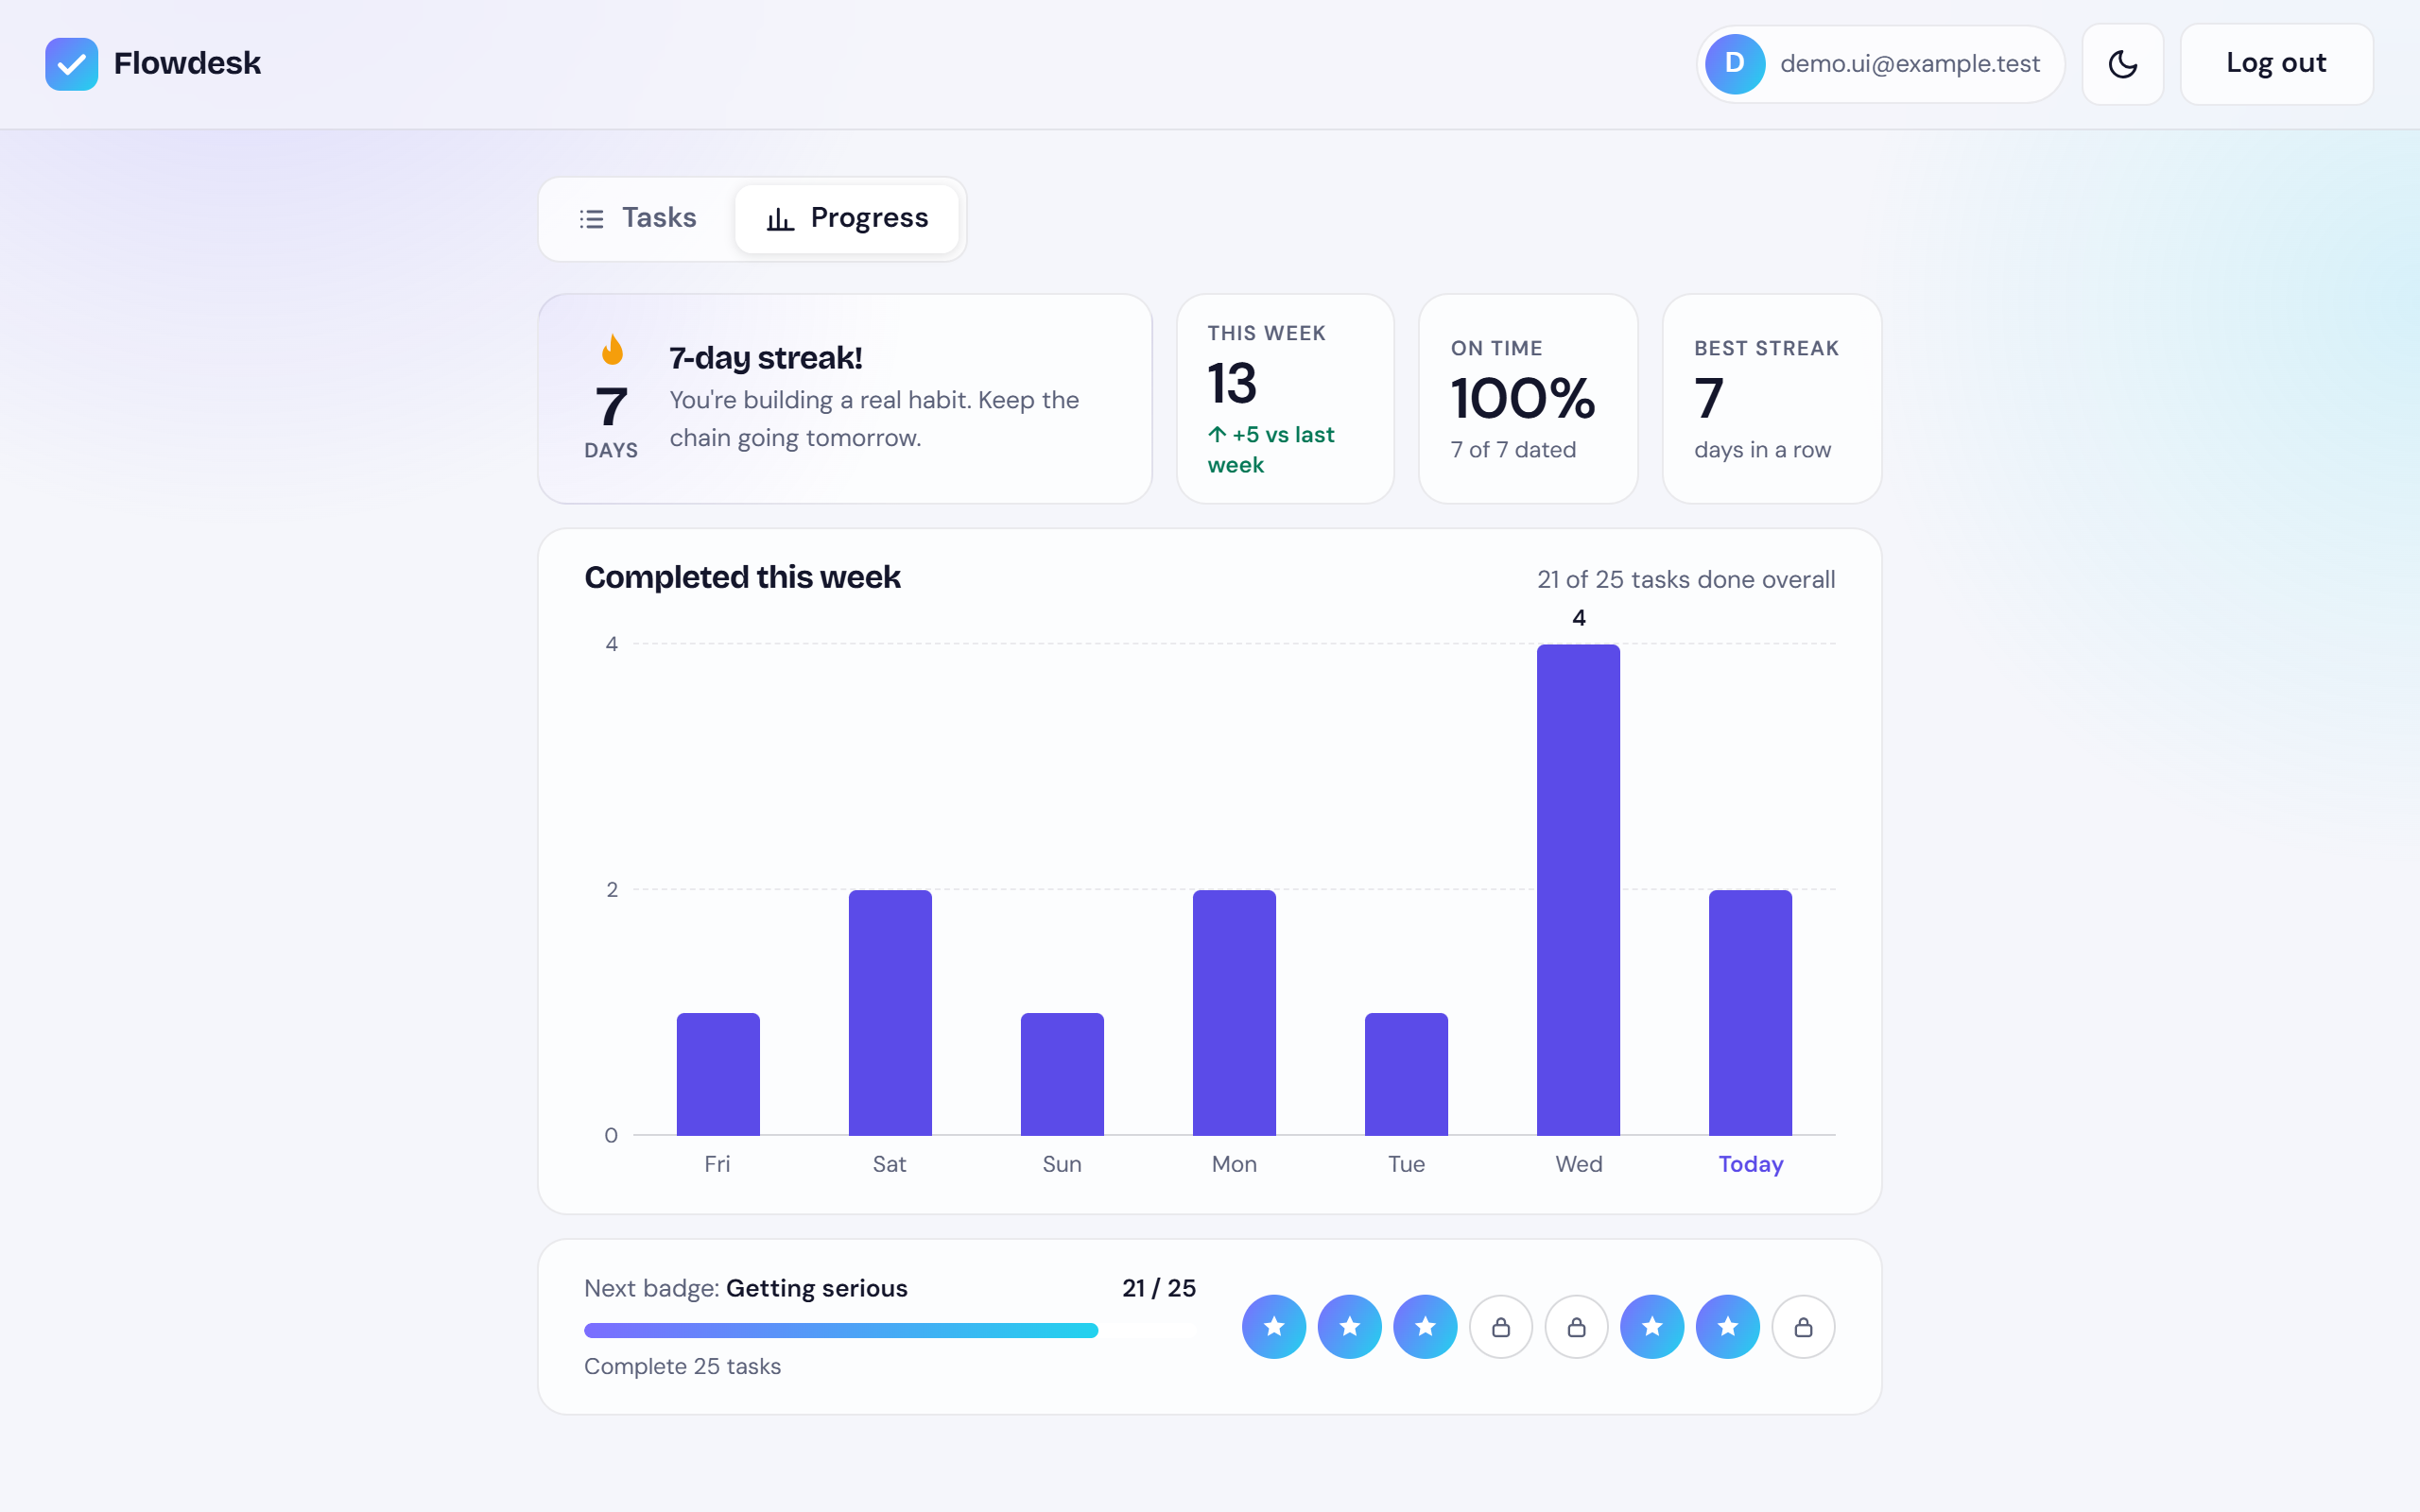 Flowdesk
D
demo.ui@example.test
Log out
Tasks
Progress
7
DAYS
7-day streak!
You're building a real habit. Keep the
chain going tomorrow.
THIS WEEK
13
↑ +5 vs last
week
ON TIME
100%
7 of 7 dated
BEST STREAK
7
days in a row
Completed this week
21 of 25 tasks done overall
4
4
2
0
Fri
Sat
Sun
Mon
Tue
Wed
Today
Next badge: Getting serious
21 / 25
Complete 25 tasks